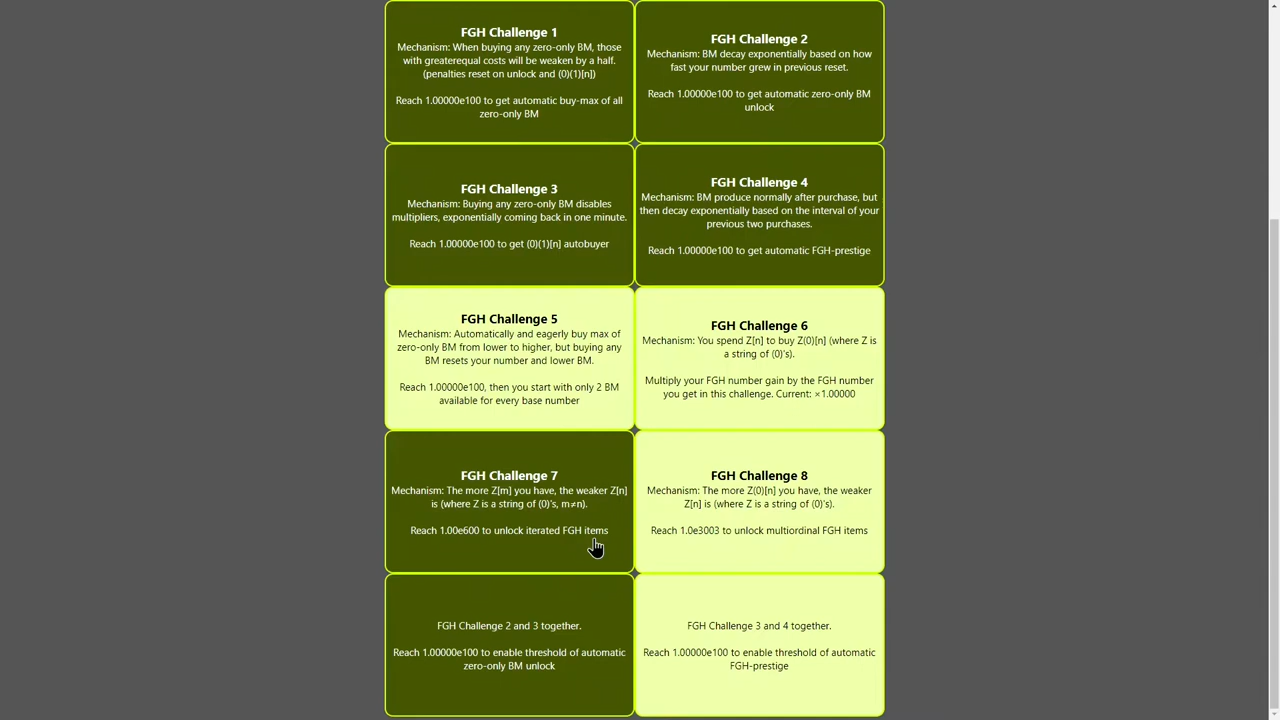 FGH Challenge 1
Mechanism: When buying any zero-only BM, those
with greaterequal costs will be weaken by a half.
(penalties reset on unlock and (0)(1)[n])
Reach 1.00000e100 to get automatic buy-max of all
zero-only BM
FGH Challenge 2
Mechanism: BM decay exponentially based on how
fast your number grew in previous reset.
Reach 1.00000e100 to get automatic zero-only BM
unlock
FGH Challenge 3
Mechanism: Buying any zero-only BM disables
multipliers, exponentially coming back in one minute.
Reach 1.00000e100 to get (0)(1)[n] autobuyer
FGH Challenge 4
Mechanism: BM produce normally after purchase, but
then decay exponentially based on the interval of your
previous two purchases.
Reach 1.00000e100 to get automatic FGH-prestige
FGH Challenge 5
Mechanism: Automatically and eagerly buy max of
zero-only BM from lower to higher, but buying any
BM resets your number and lower BM.
Reach 1.00000e100, then you start with only 2 BM
available for every base number
FGH Challenge 6
Mechanism: You spend Z[n] to buy Z(0)[n] (where Z is
a string of (0)'s).
Multiply your FGH number gain by the FGH number
you get in this challenge. Current: ×1.00000
FGH Challenge 7
Mechanism: The more Z[m] you have, the weaker Z[n]
is (where Z is a string of (0)'s, m≠n).
Reach 1.00e600 to unlock iterated FGH items
FGH Challenge 8
Mechanism: The more Z(0)[n] you have, the weaker
Z[n] is (where Z is a string of (0)'s).
Reach 1.0e3003 to unlock multiordinal FGH items
FGH Challenge 2 and 3 together.
Reach 1.00000e100 to enable threshold of automatic
zero-only BM unlock
FGH Challenge 3 and 4 together.
Reach 1.00000e100 to enable threshold of automatic
FGH-prestige